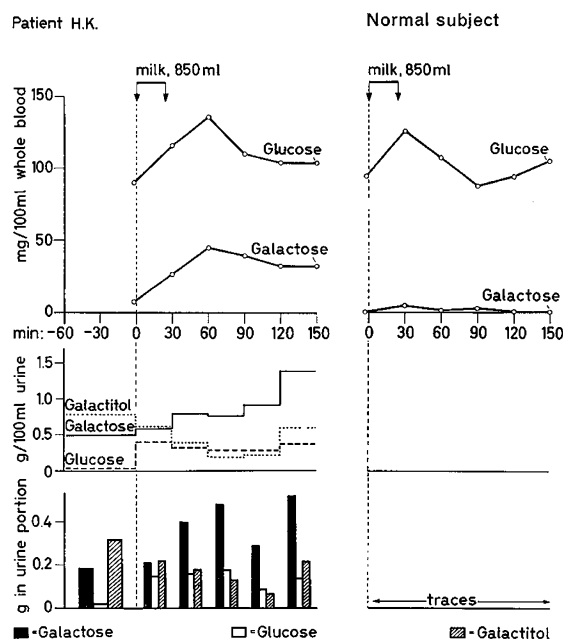 Patient H.K.
Normal subject
milk, 850ml
milk, 850ml
mg/100ml whole blood
150
100
50
0
Glucose
Galactose
Glucose
Galactose
min: -60 -30 0 30 60 90 120 150
0 30 60 90 120 150
g/100ml urine
1.5
1.0
0.5
0
Galactitol
Galactose
Glucose
g in urine portion
0.4
0.2
0
traces
=Galactose
=Glucose
=Galactitol